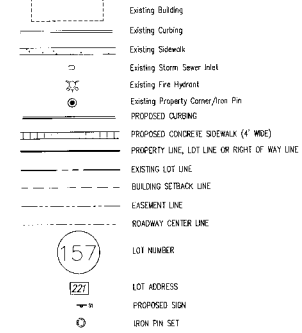 Existing Building
Existing Curbing
Existing Sidewalk
Existing Storm Sewer Inlet
Existing Fire Hydrant
Existing Property Corner/Iron Pin
PROPOSED CURBING
PROPOSED CONCRETE SIDEWALK (4' WIDE)
PROPERTY LINE, LOT LINE OR RIGHT OF WAY LINE
EXISTING LOT LINE
BUILDING SETBACK LINE
EASEMENT LINE
ROADWAY CENTER LINE
157 LOT NUMBER
221 LOT ADDRESS
PROPOSED SIGN
IRON PIN SET